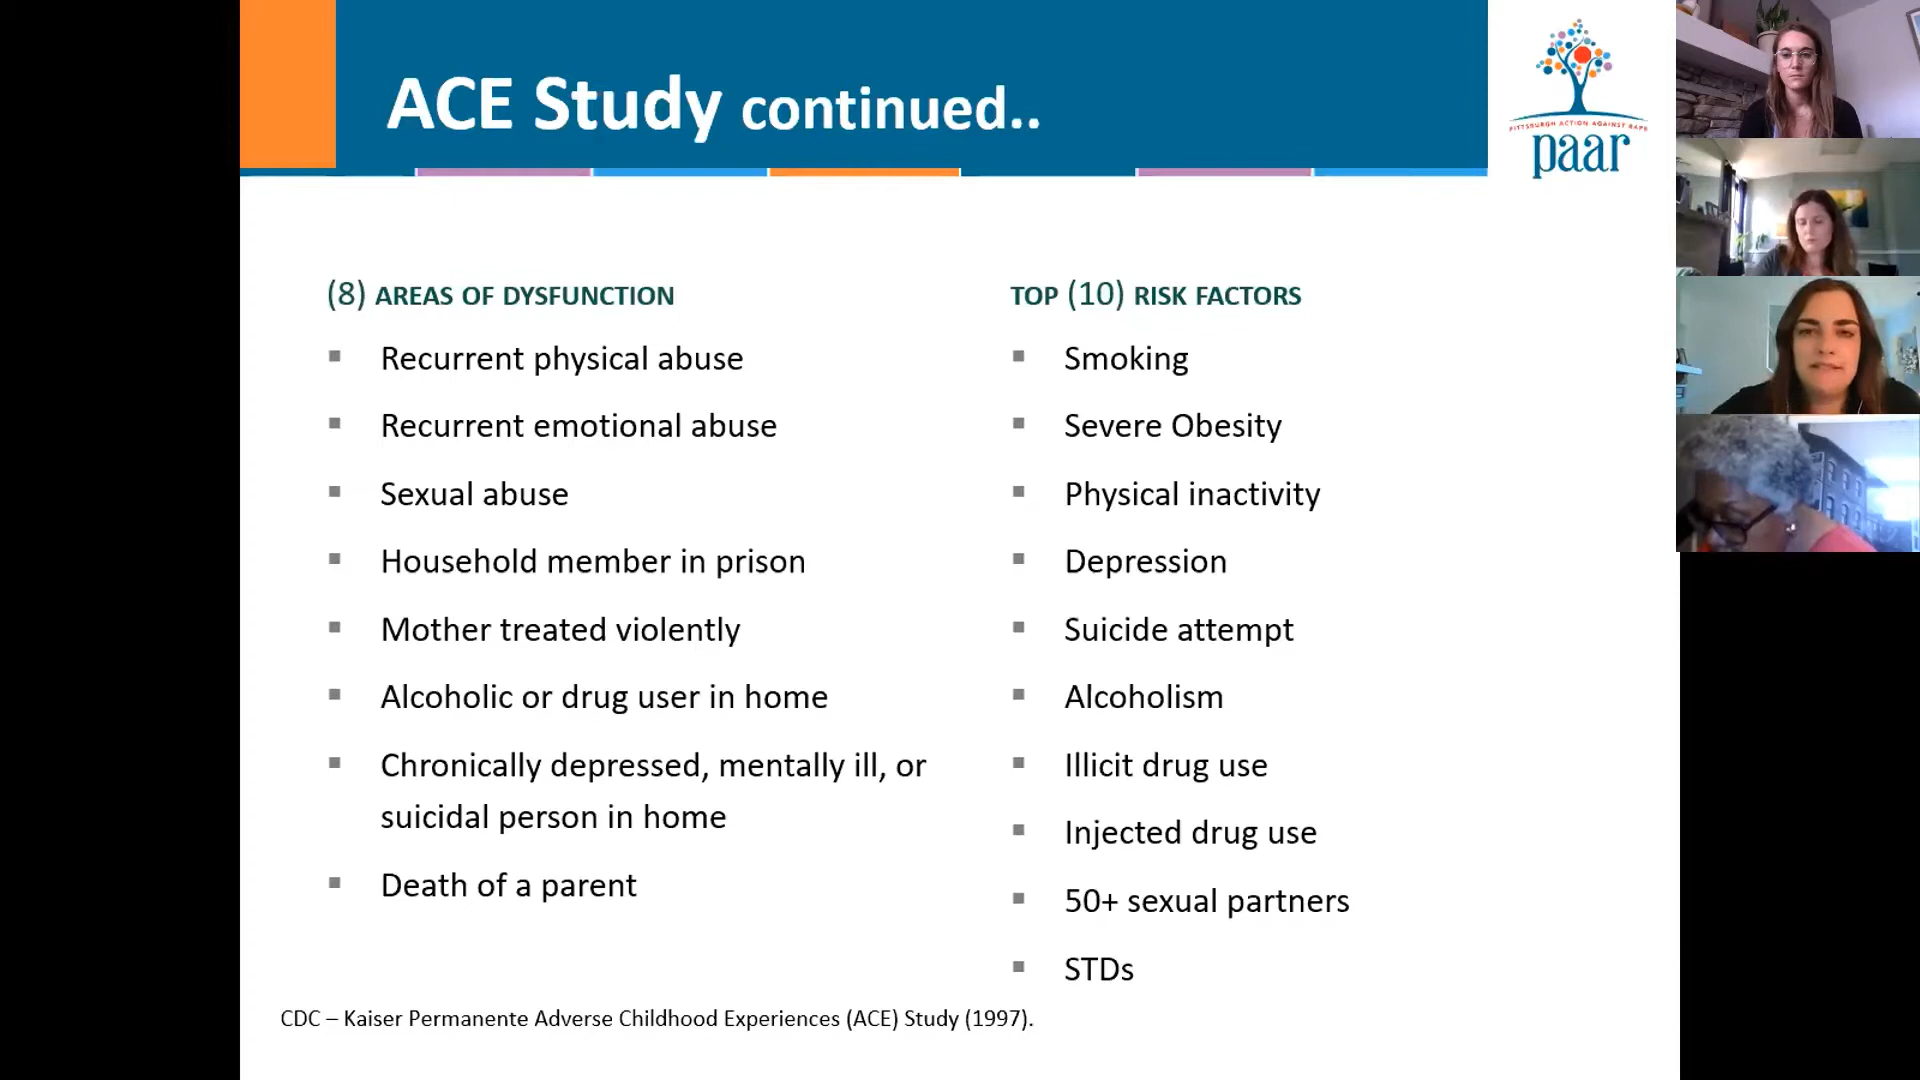 ACE Study continued..
PITTSBURGH ACTION AGAINST RAPE
paar
(8) AREAS OF DYSFUNCTION
▪ Recurrent physical abuse
▪ Recurrent emotional abuse
▪ Sexual abuse
▪ Household member in prison
▪ Mother treated violently
▪ Alcoholic or drug user in home
▪ Chronically depressed, mentally ill, or
suicidal person in home
▪ Death of a parent
TOP (10) RISK FACTORS
▪ Smoking
▪ Severe Obesity
▪ Physical inactivity
▪ Depression
▪ Suicide attempt
▪ Alcoholism
▪ Illicit drug use
▪ Injected drug use
▪ 50+ sexual partners
▪ STDs
CDC – Kaiser Permanente Adverse Childhood Experiences (ACE) Study (1997).